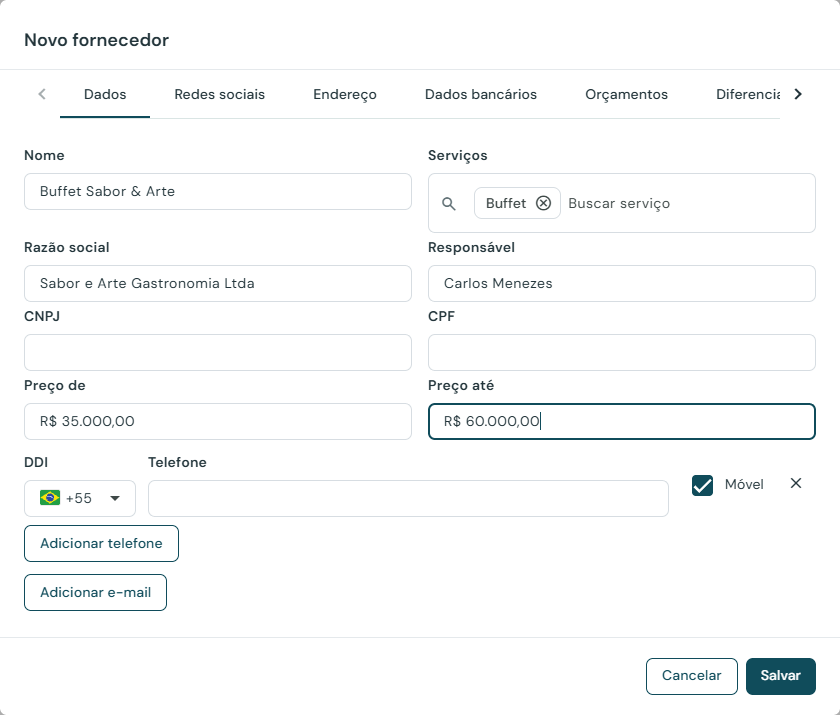 Novo fornecedor
Dados Redes sociais Endereço Dados bancários Orçamentos Diferencia
Nome Serviços
Buffet Sabor & Arte Buffet Buscar serviço
Razão social Responsável
Sabor e Arte Gastronomia Ltda Carlos Menezes
CNPJ CPF
Preço de Preço até
R$ 35.000,00 R$ 60.000,00
DDI Telefone
+55 Móvel
Adicionar telefone
Adicionar e-mail
Cancelar Salvar